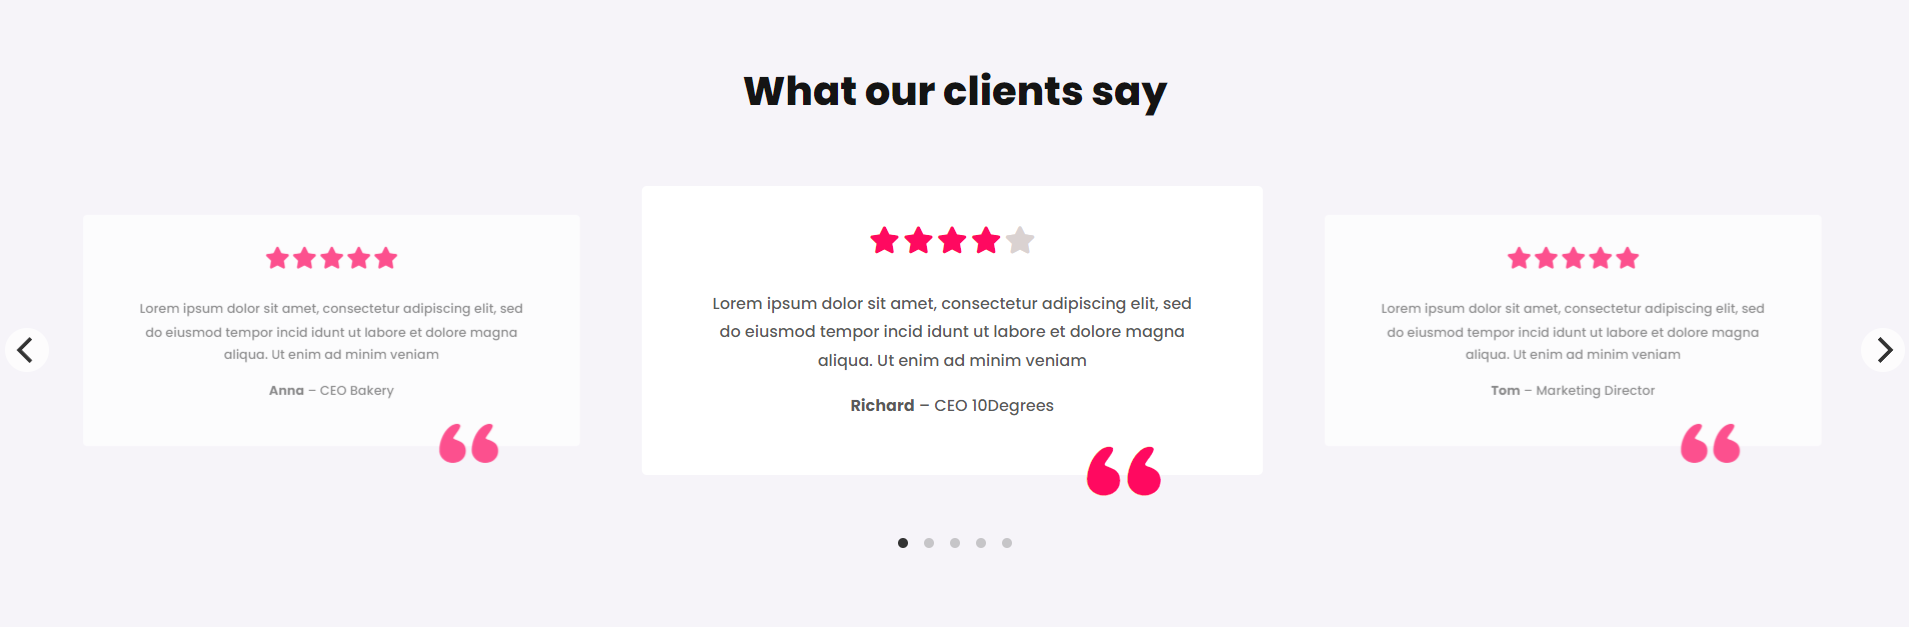 What our clients say
Lorem ipsum dolor sit amet, consectetur adipiscing elit, sed
do eiusmod tempor incid idunt ut labore et dolore magna
aliqua. Ut enim ad minim veniam
Anna – CEO Bakery
Lorem ipsum dolor sit amet, consectetur adipiscing elit, sed
do eiusmod tempor incid idunt ut labore et dolore magna
aliqua. Ut enim ad minim veniam
Richard – CEO 10Degrees
Lorem ipsum dolor sit amet, consectetur adipiscing elit, sed
do eiusmod tempor incid idunt ut labore et dolore magna
aliqua. Ut enim ad minim veniam
Tom – Marketing Director